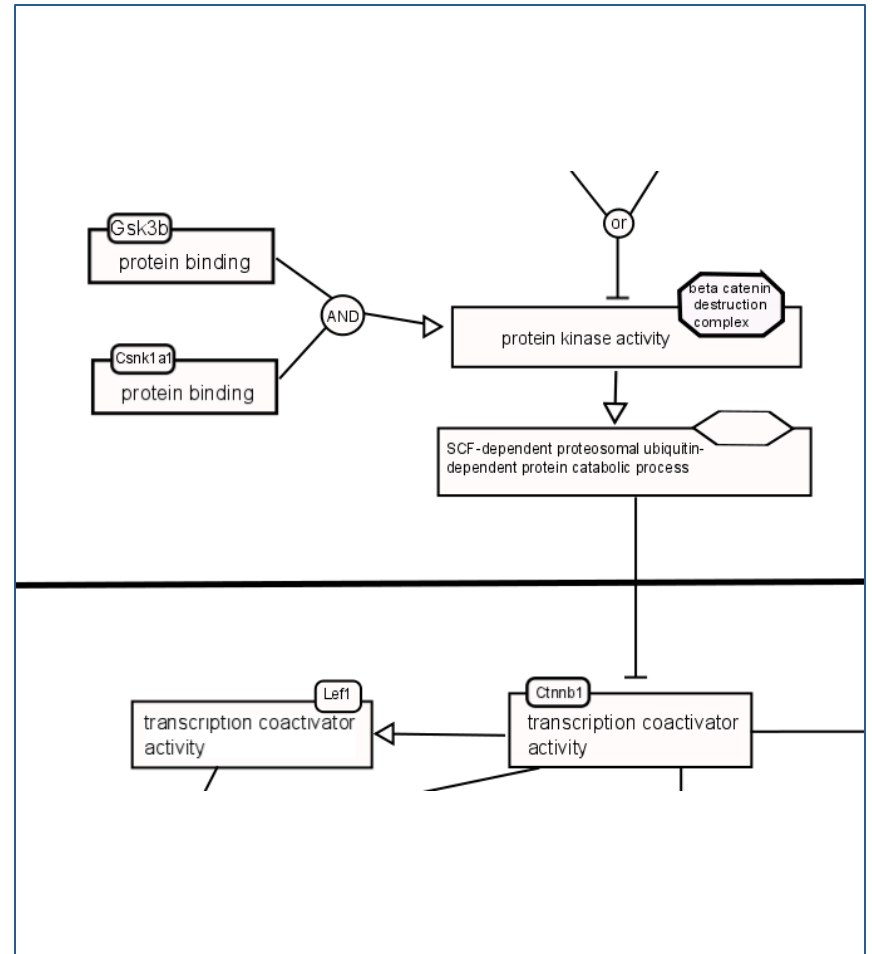 Gsk3b
protein binding
or
beta catenin
destruction
complex
AND
protein kinase activity
Csnk1a1
protein binding
SCF-dependent proteosomal ubiquitin-
dependent protein catabolic process
Lef1
transcription coactivator
activity
Ctnnb1
transcription coactivator
activity